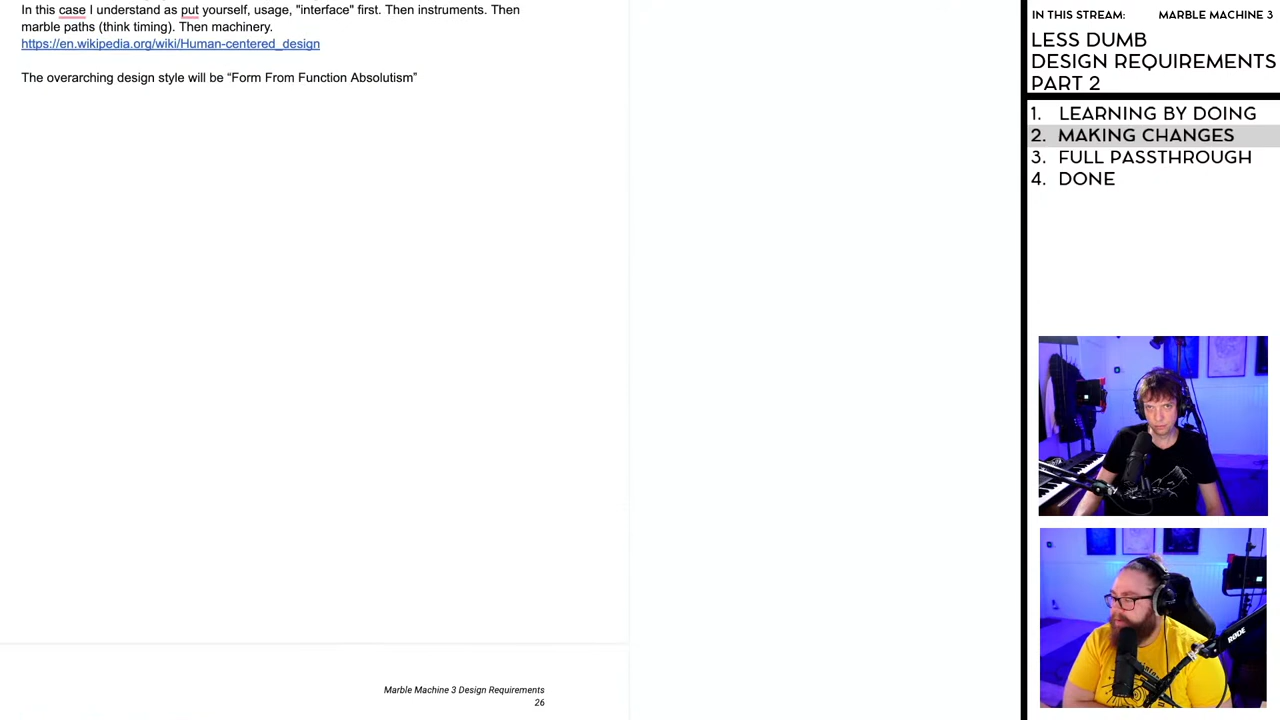 In this case I understand as put yourself, usage, "interface" first. Then instruments. Then
marble paths (think timing). Then machinery.
https://en.wikipedia.org/wiki/Human-centered_design
The overarching design style will be “Form From Function Absolutism”
Marble Machine 3 Design Requirements
26
IN THIS STREAM: MARBLE MACHINE 3
LESS DUMB
DESIGN REQUIREMENTS
PART 2
1. LEARNING BY DOING
2. MAKING CHANGES
3. FULL PASSTHROUGH
4. DONE
RODE